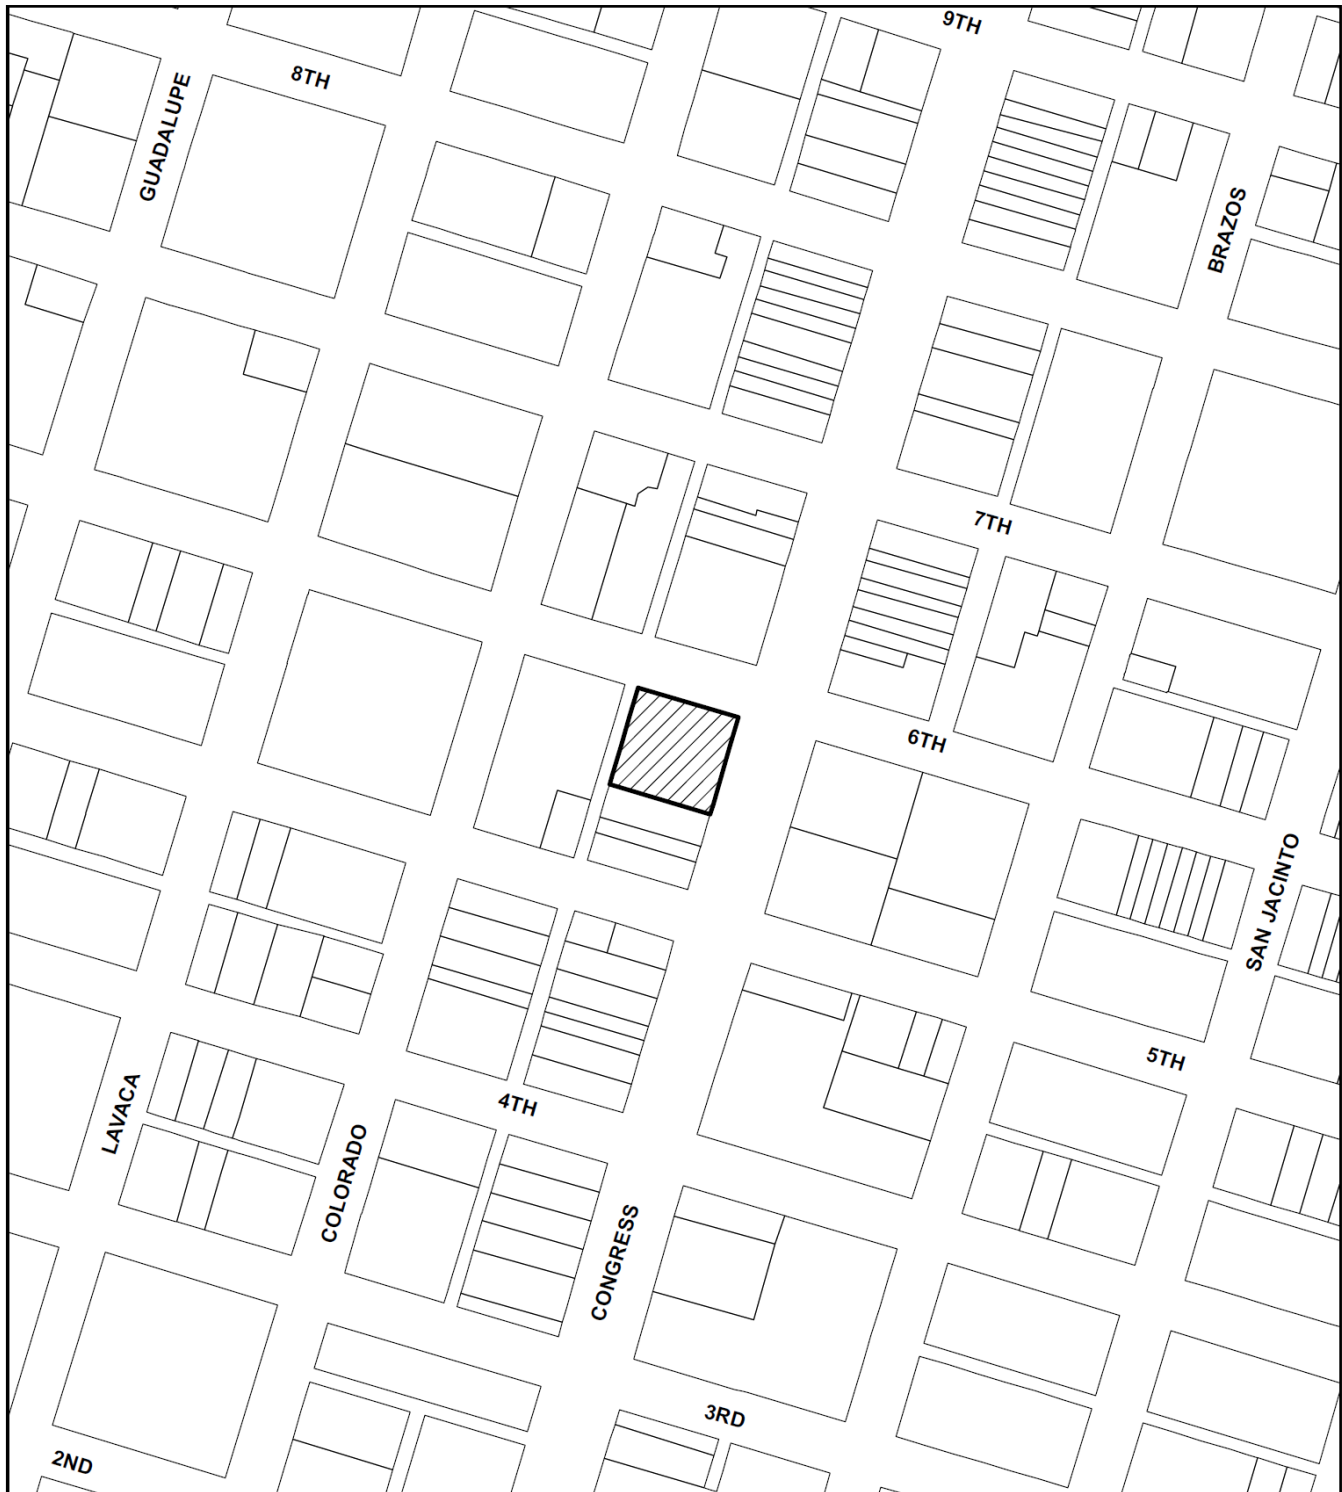 9TH
8TH
GUADALUPE
BRAZOS
7TH
6TH
SAN JACINTO
5TH
LAVACA
4TH
COLORADO
CONGRESS
3RD
2ND